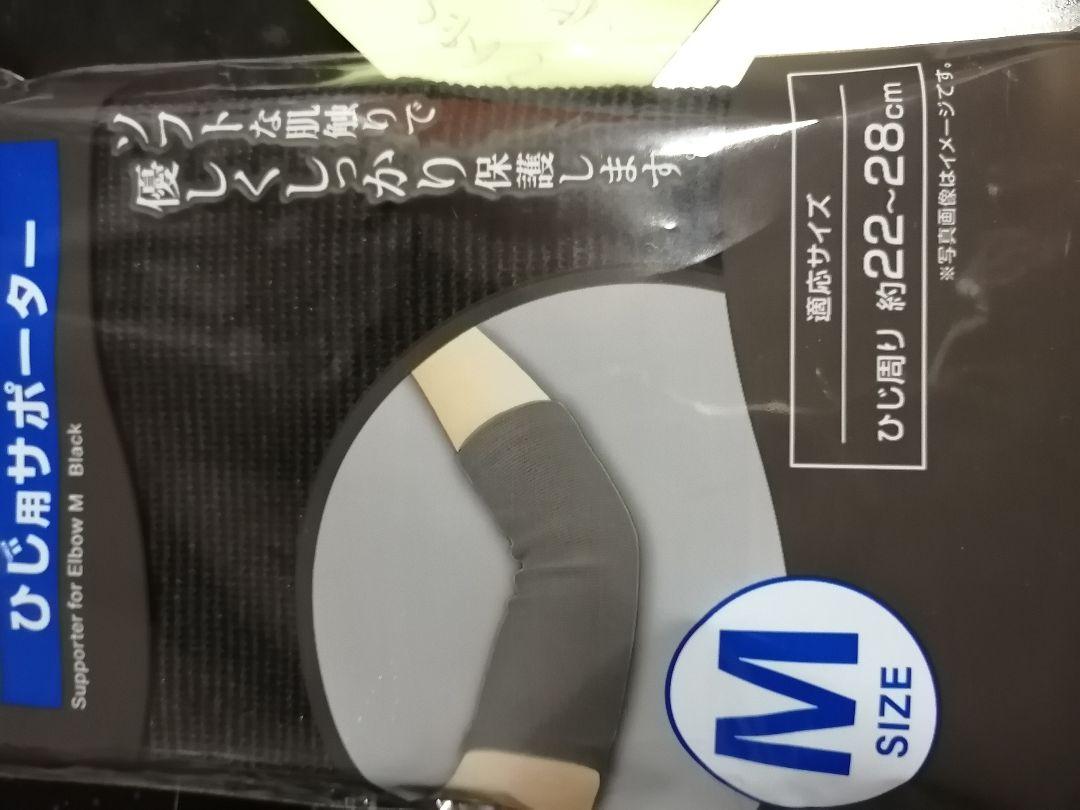 ひじ用サポーター
Supporter for Elbow M Black
ソフトな肌触りで
優しくしっかり保護します。
適応サイズ
ひじ周り 約22~28cm
※写真画像はイメージです。
M
SIZE